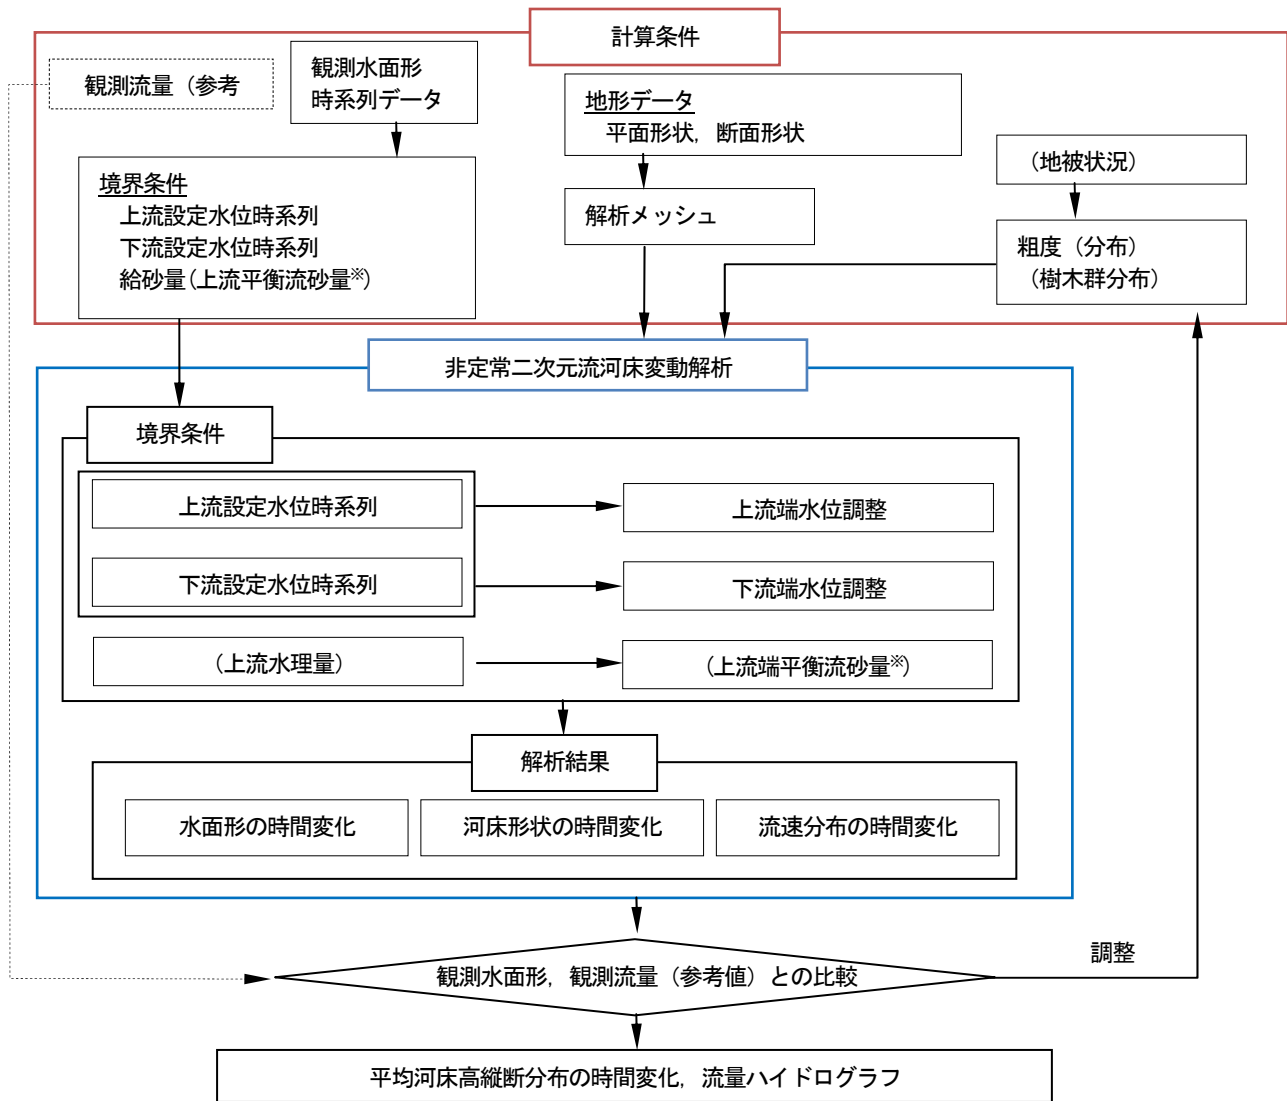 計算条件
観測流量（参考
観測水面形
時系列データ
地形データ
平面形状，断面形状
（地被状況）
境界条件
上流設定水位時系列
下流設定水位時系列
給砂量(上流平衡流砂量※)
解析メッシュ
粗度（分布）
（樹木群分布）
非定常二次元流河床変動解析
境界条件
上流設定水位時系列
上流端水位調整
下流設定水位時系列
下流端水位調整
（上流水理量）
（上流端平衡流砂量※）
解析結果
水面形の時間変化
河床形状の時間変化
流速分布の時間変化
調整
観測水面形，観測流量（参考値）との比較
平均河床高縦断分布の時間変化，流量ハイドログラフ